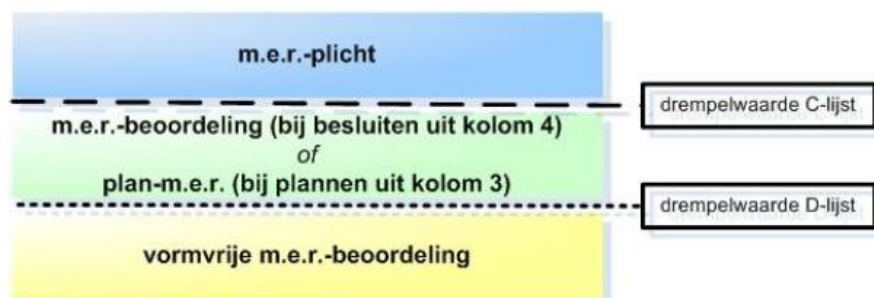 m.e.r.-plicht
drempelwaarde C-lijst
m.e.r.-beoordeling (bij besluiten uit kolom 4)
of
plan-m.e.r. (bij plannen uit kolom 3)
drempelwaarde D-lijst
vormvrije m.e.r.-beoordeling